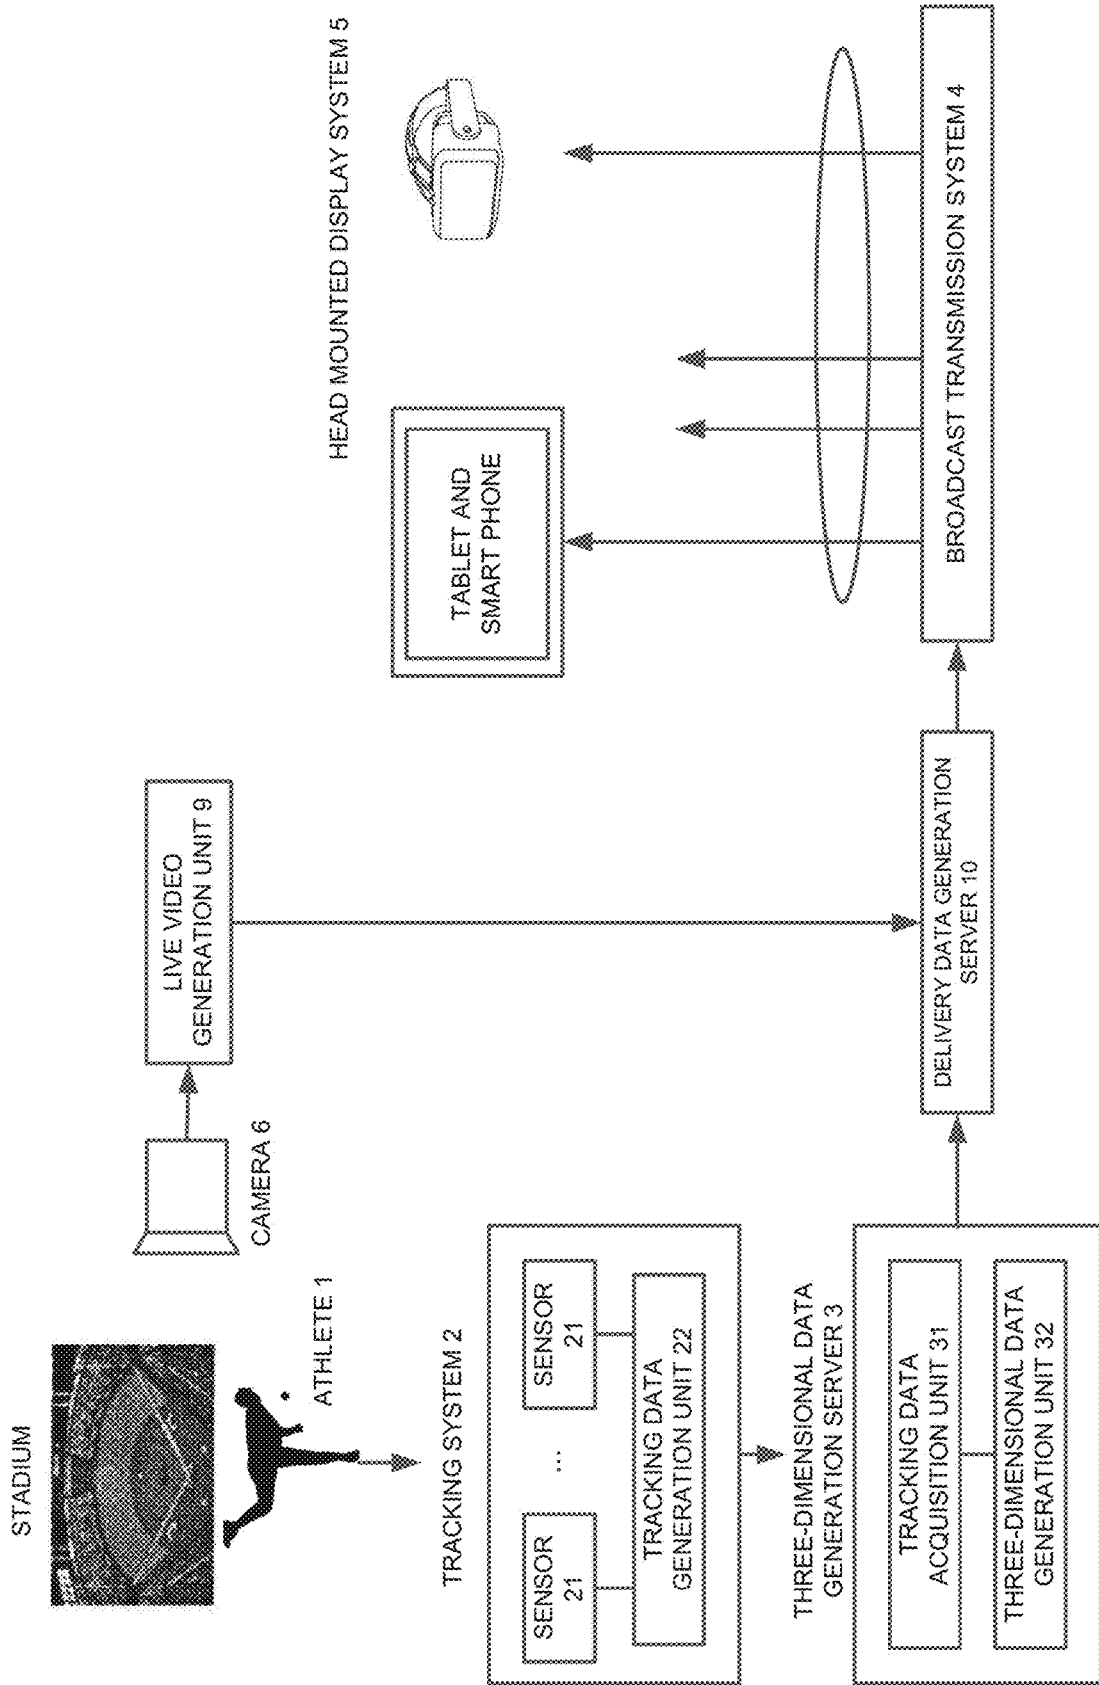 STADIUM
ATHLETE 1
CAMERA 6
LIVE VIDEO
GENERATION UNIT 9
HEAD MOUNTED DISPLAY SYSTEM 5
TABLET AND
SMART PHONE
TRACKING SYSTEM 2
SENSOR
21
...
SENSOR
21
TRACKING DATA
GENERATION UNIT 22
THREE-DIMENSIONAL DATA
GENERATION SERVER 3
TRACKING DATA
ACQUISITION UNIT 31
THREE-DIMENSIONAL DATA
GENERATION UNIT 32
DELIVERY DATA GENERATION
SERVER 10
BROADCAST TRANSMISSION SYSTEM 4